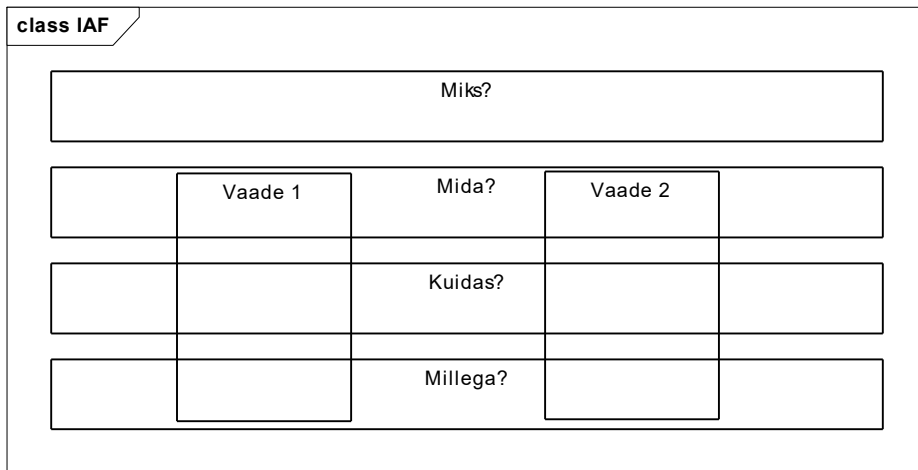 class IAF
Miks?
Vaade 1
Mida?
Vaade 2
Kuidas?
Millega?